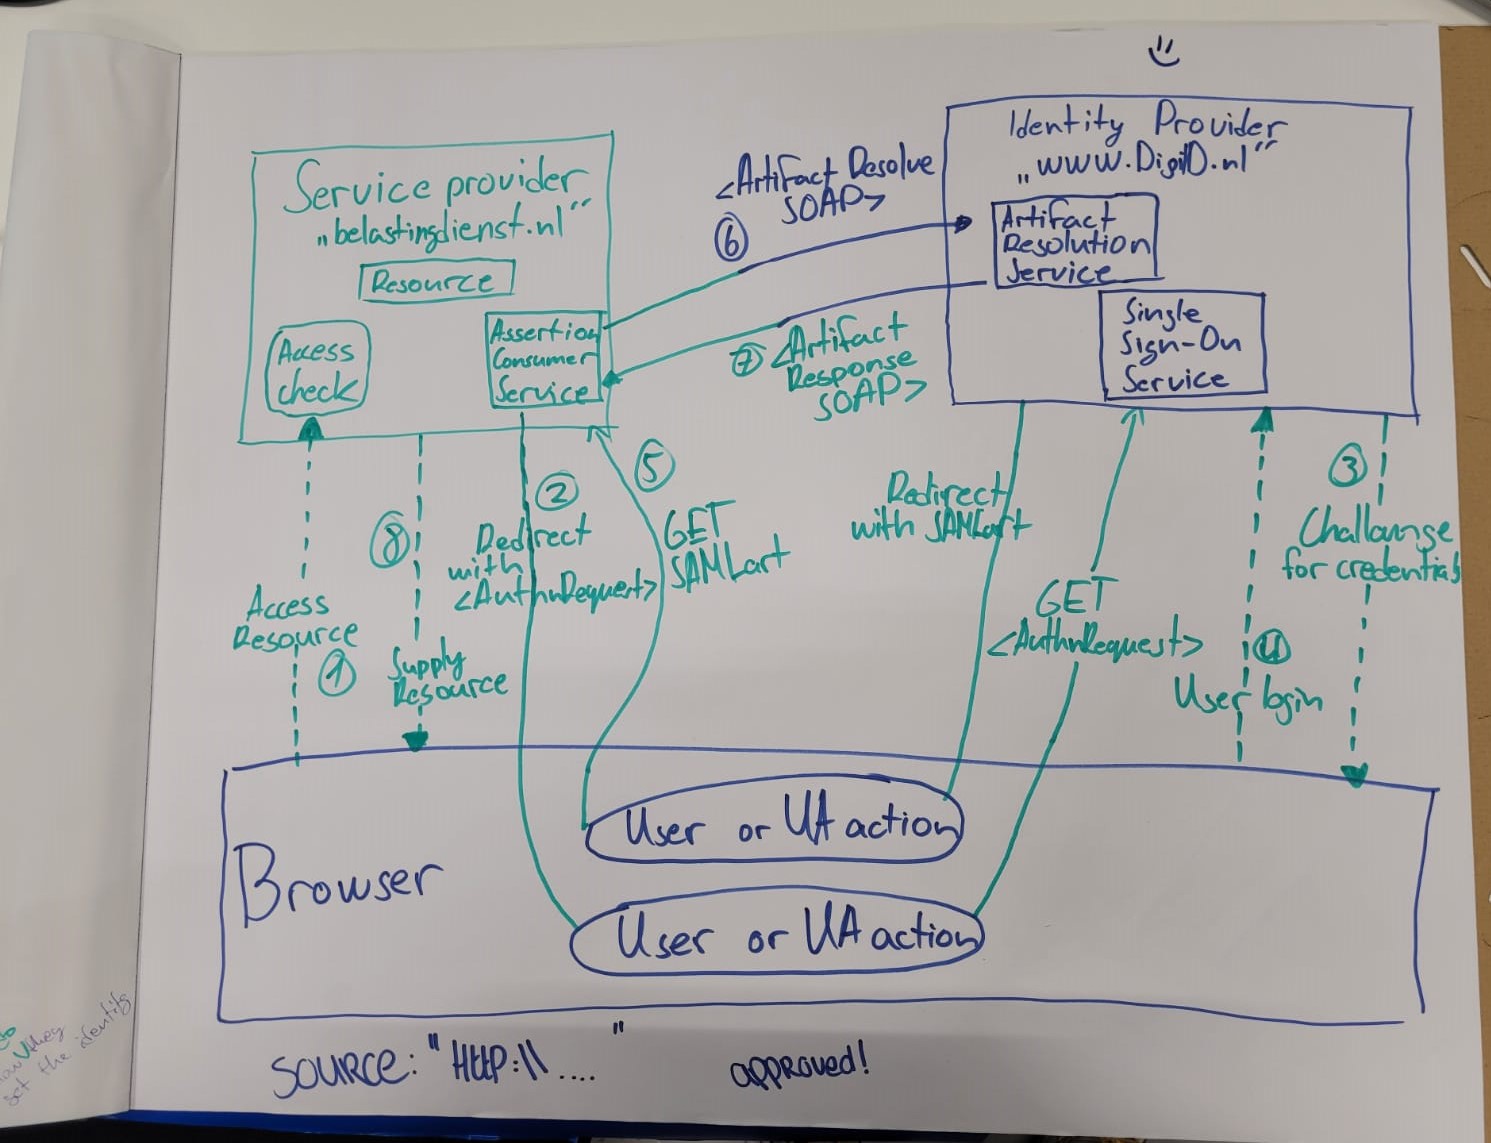 Identity Provider
„www.DigiD.nl"
Service provider
„belastingdienst.nl"
Resource
Access
check
Assertion
Consumer
Service
<Artifact Resolve
SOAP>
6
Artifact
Resolution
Service
Single
Sign-On
Service
7 <Artifact
Response
SOAP>
5
GET
SAMLart
2
Redirect
with
<AuthnRequest>
8
Supply
Resource
Access
Resource
1
Redirect
with SAMLart
GET
<AuthnRequest>
3
Challange
for credentials
4
User login
User or UA action
Browser
User or UA action
SOURCE: "Http:\\...."
approved!
set the identity